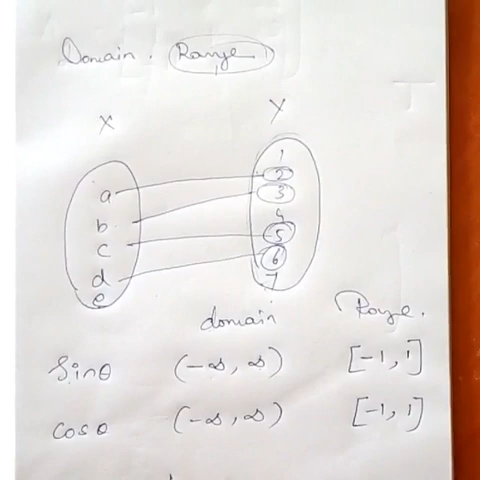 Domain. Range
X Y
1
a 2
3
b 4
c 5
d 6
e 7
domain Range.
Sinθ (-∞, ∞) [-1, 1]
cosθ (-∞, ∞) [-1, 1]